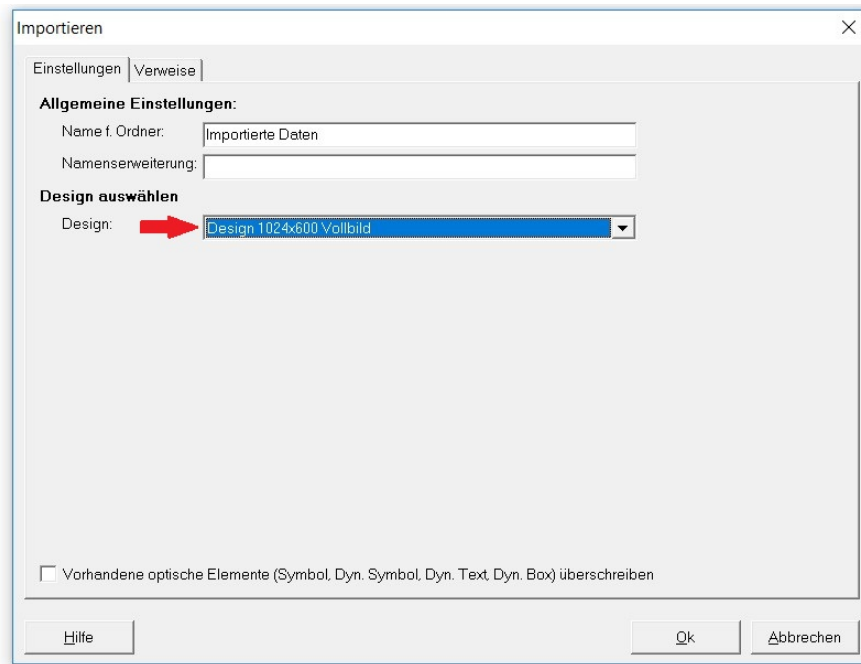 Importieren
Einstellungen Verweise
Allgemeine Einstellungen:
Name f. Ordner: Importierte Daten
Namenserweiterung:
Design auswählen
Design: Design 1024x600 Vollbild
Vorhandene optische Elemente (Symbol, Dyn. Symbol, Dyn. Text, Dyn. Box) überschreiben
Hilfe Ok Abbrechen